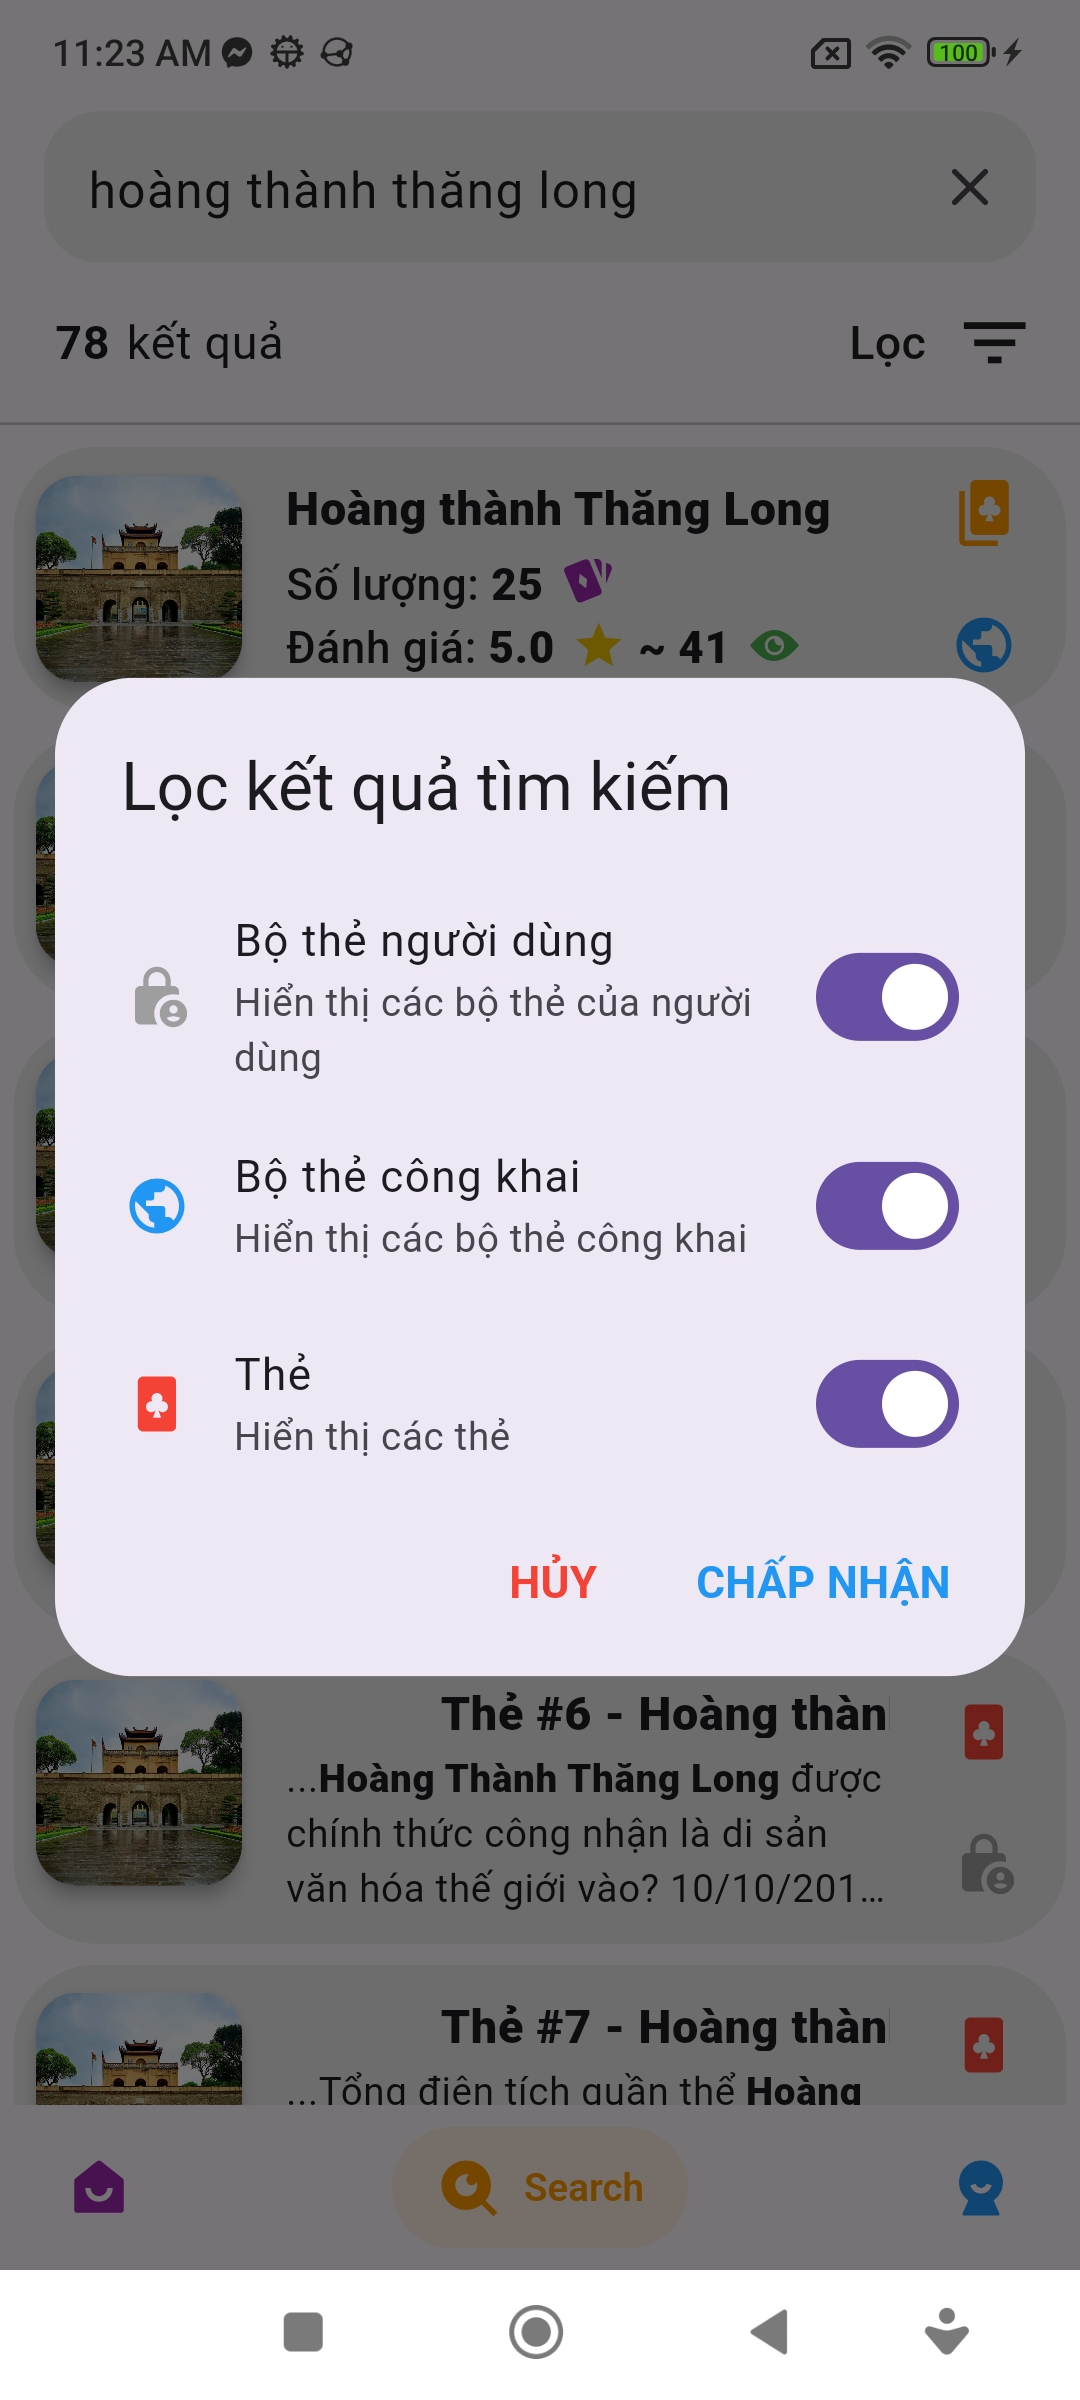 11:23 AM
100
hoàng thành thăng long
78 kết quả
Lọc
Hoàng thành Thăng Long
Số lượng: 25
Đánh giá: 5.0 ~ 41
Lọc kết quả tìm kiếm
Bộ thẻ người dùng
Hiển thị các bộ thẻ của người
dùng
Bộ thẻ công khai
Hiển thị các bộ thẻ công khai
Thẻ
Hiển thị các thẻ
HỦY
CHẤP NHẬN
Thẻ #6 - Hoàng thàn
...Hoàng Thành Thăng Long được
chính thức công nhận là di sản
văn hóa thế giới vào? 10/10/201…
Thẻ #7 - Hoàng thàn
...Tổng diện tích quần thể Hoàng
Search